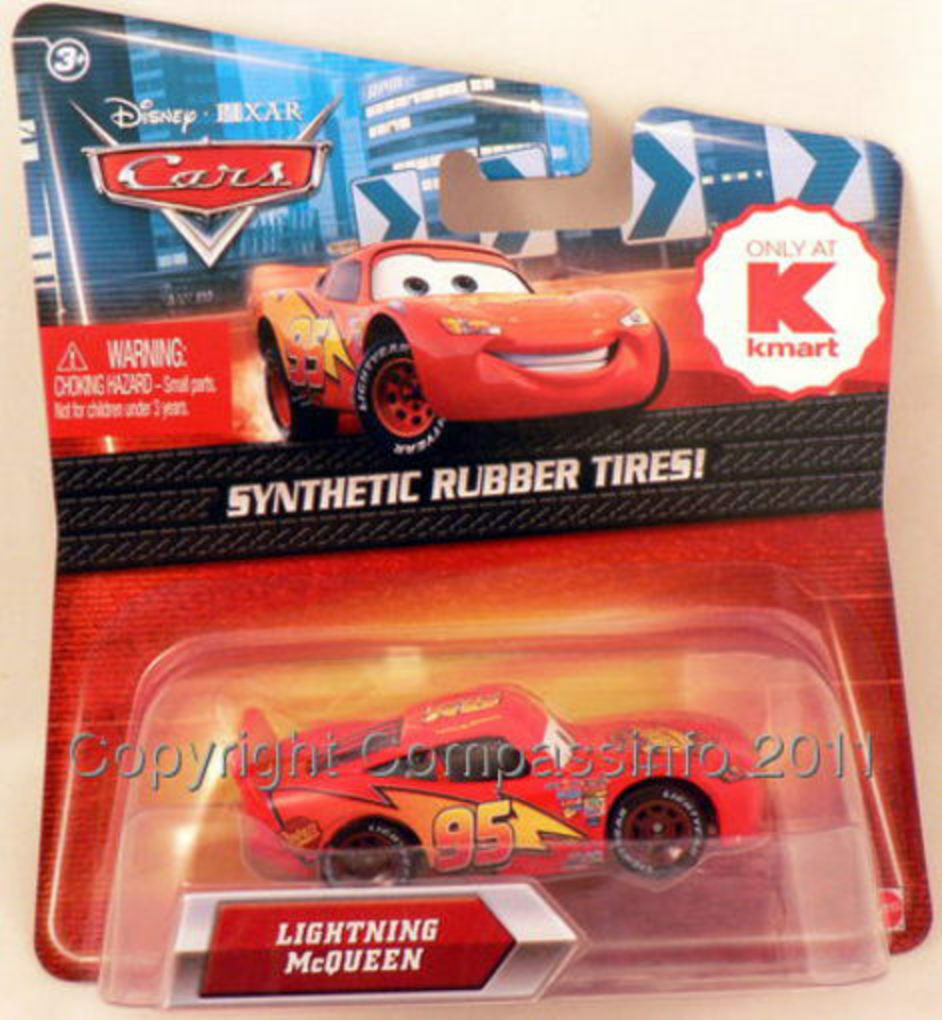 3+
DISNEY · PIXAR
Cars
ONLY AT
K
kmart
WARNING:
CHOKING HAZARD – Small parts.
Not for children under 3 years.
95
LIGHTYEAR
SYNTHETIC RUBBER TIRES!
Copyright Compassinfo 2011
95
LIGHTNING
McQUEEN